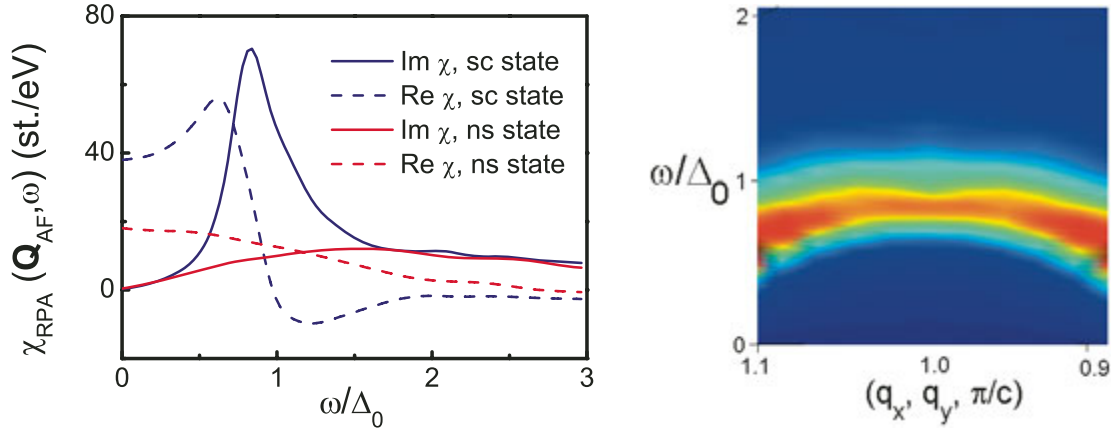 80
40
0
χRPA (QAF,ω) (st./eV)
Im χ, sc state
Re χ, sc state
Im χ, ns state
Re χ, ns state
0 1 2 3
ω/Δ0
2
1
0
ω/Δ0
1.1 1.0 0.9
(qx, qy, π/c)